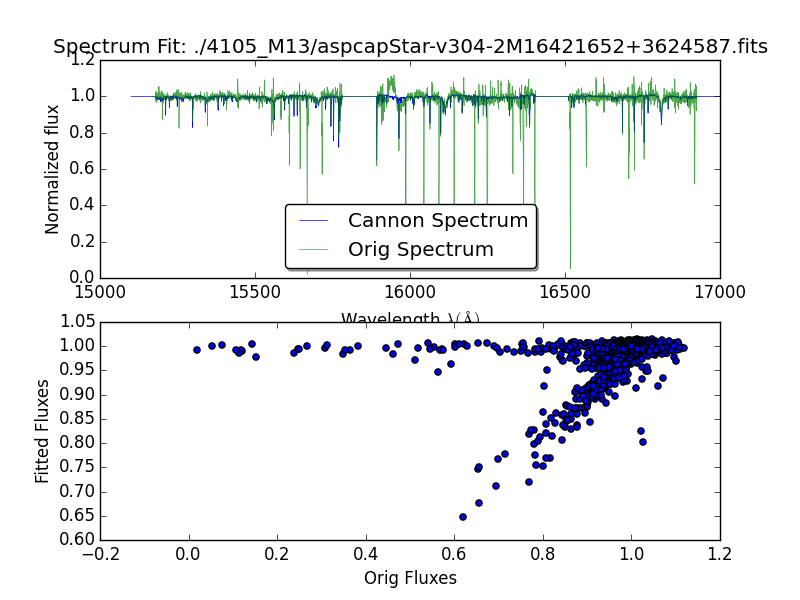 Spectrum Fit: ./4105_M13/aspcapStar-v304-2M16421652+3624587.fits
1.2
1.0
0.8
0.6
0.4
0.2
0.0
Normalized flux
Cannon Spectrum
Orig Spectrum
15000 15500 16000 16500 17000
Wavelength λ(Å)
1.05
1.00
0.95
0.90
0.85
0.80
0.75
0.70
0.65
0.60
Fitted Fluxes
−0.2 0.0 0.2 0.4 0.6 0.8 1.0 1.2
Orig Fluxes